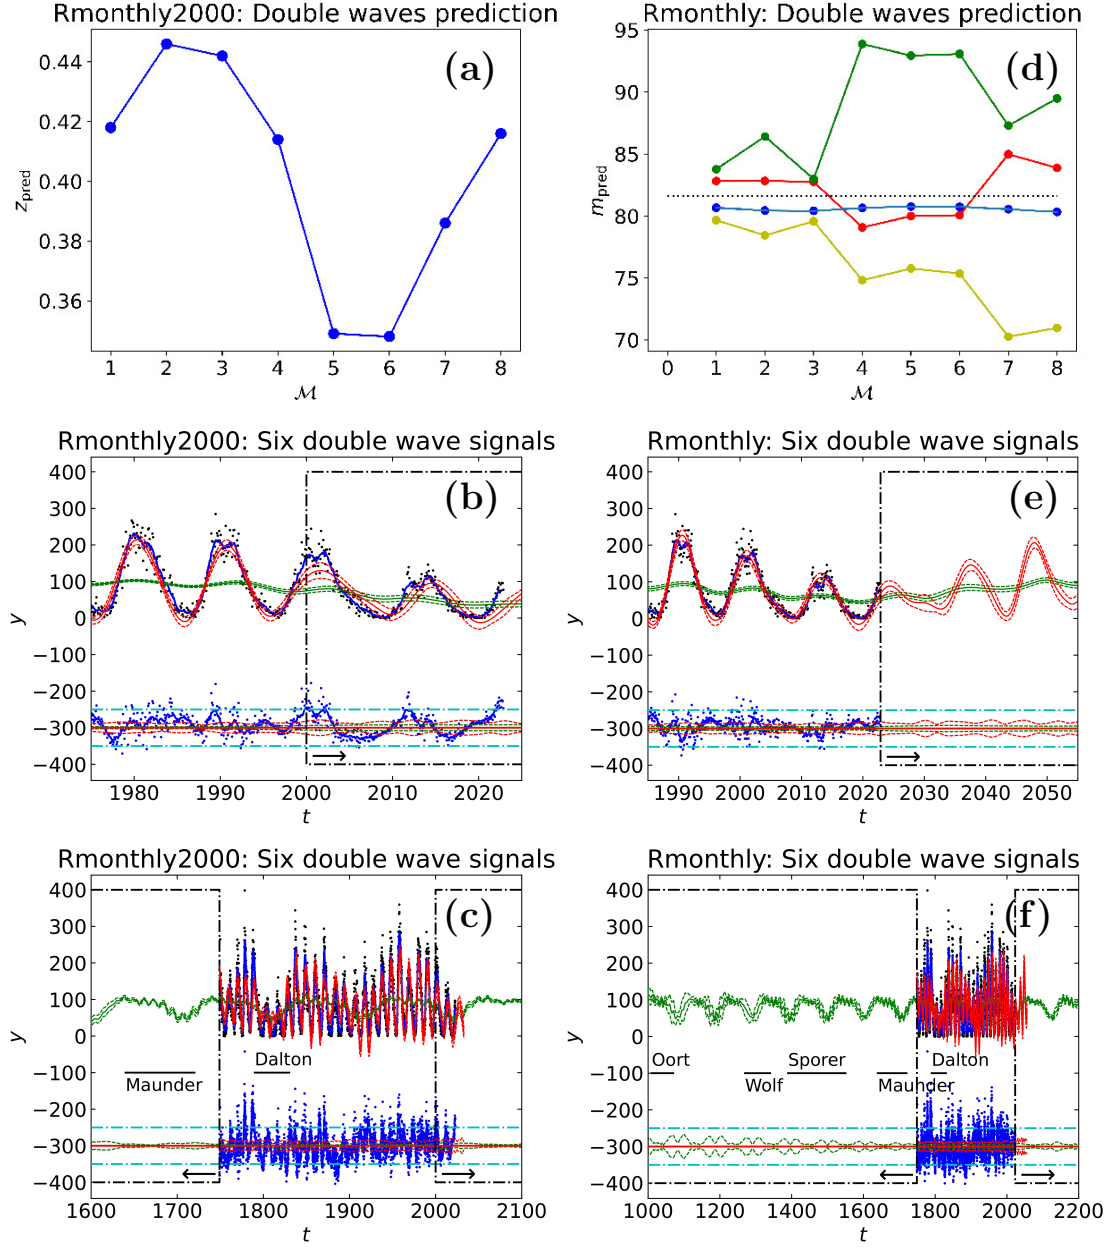 Rmonthly2000: Double waves prediction
(a)
z_pred
0.44
0.42
0.40
0.38
0.36
1 2 3 4 5 6 7 8
ℳ
Rmonthly: Double waves prediction
(d)
m_pred
95
90
85
80
75
70
0 1 2 3 4 5 6 7 8
ℳ
Rmonthly2000: Six double wave signals
(b)
y
400
300
200
100
0
−100
−200
−300
−400
1980 1990 2000 2010 2020
t
Rmonthly: Six double wave signals
(e)
y
400
300
200
100
0
−100
−200
−300
−400
1990 2000 2010 2020 2030 2040 2050
t
Rmonthly2000: Six double wave signals
(c)
y
400
300
200
100
0
−100
−200
−300
−400
Dalton
Maunder
1600 1700 1800 1900 2000 2100
t
Rmonthly: Six double wave signals
(f)
y
400
300
200
100
0
−100
−200
−300
−400
Oort Sporer Dalton
Wolf Maunder
1000 1200 1400 1600 1800 2000 2200
t